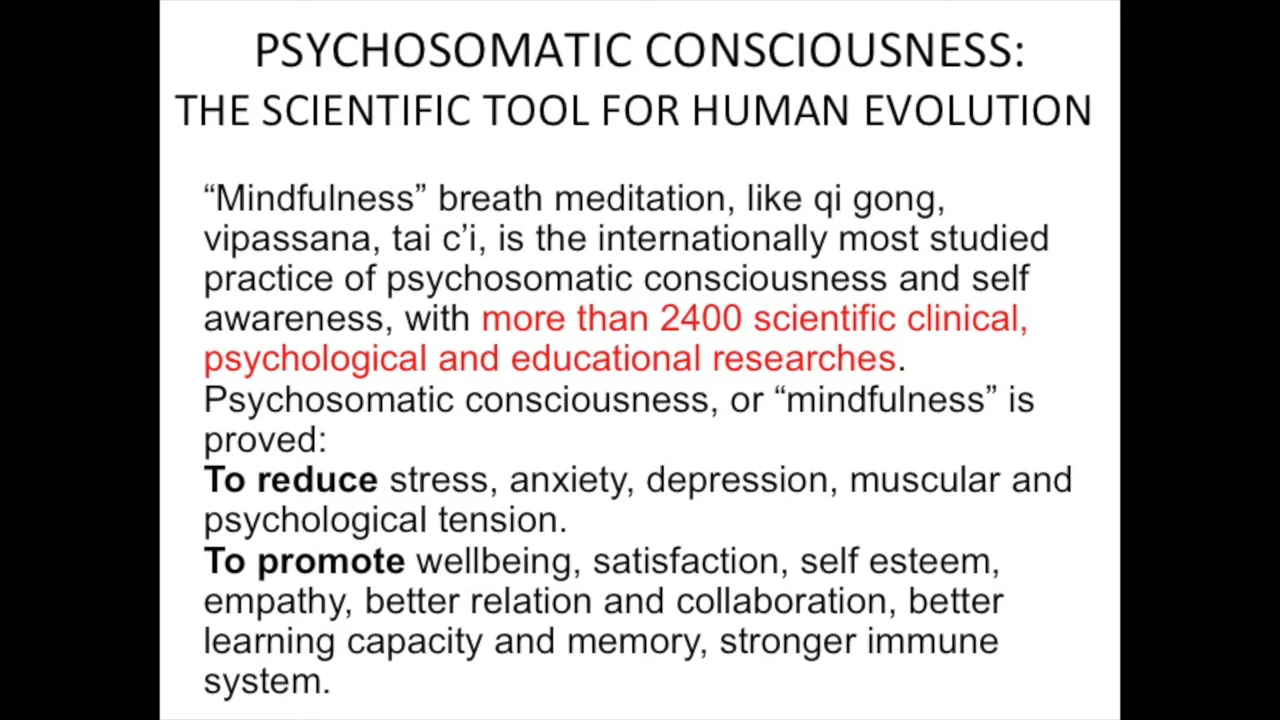 PSYCHOSOMATIC CONSCIOUSNESS:
THE SCIENTIFIC TOOL FOR HUMAN EVOLUTION
“Mindfulness” breath meditation, like qi gong,
vipassana, tai c’i, is the internationally most studied
practice of psychosomatic consciousness and self
awareness, with more than 2400 scientific clinical,
psychological and educational researches.
Psychosomatic consciousness, or “mindfulness” is
proved:
To reduce stress, anxiety, depression, muscular and
psychological tension.
To promote wellbeing, satisfaction, self esteem,
empathy, better relation and collaboration, better
learning capacity and memory, stronger immune
system.